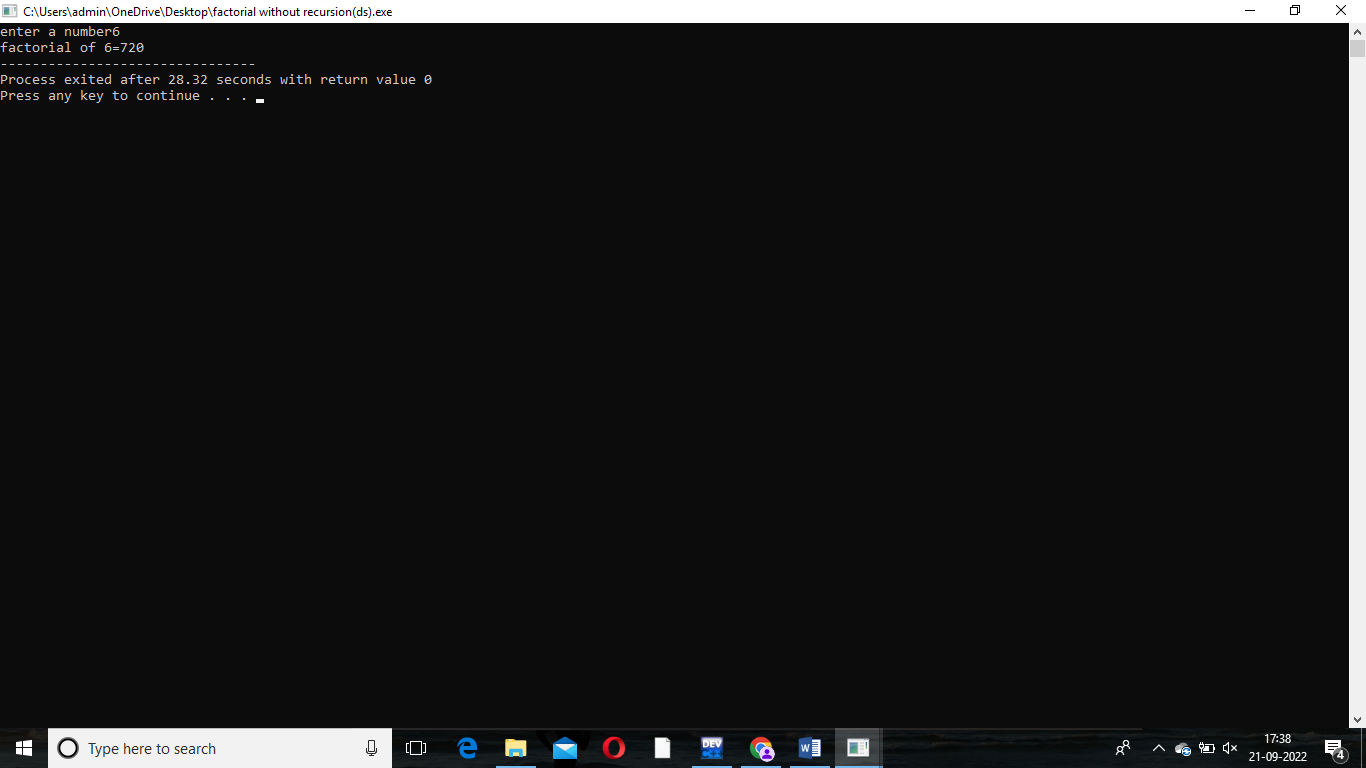 C:\Users\admin\OneDrive\Desktop\factorial without recursion(ds).exe
enter a number6
factorial of 6=720
--------------------------------
Process exited after 28.32 seconds with return value 0
Press any key to continue . . .
Type here to search
DEV
17:38
21-09-2022
4